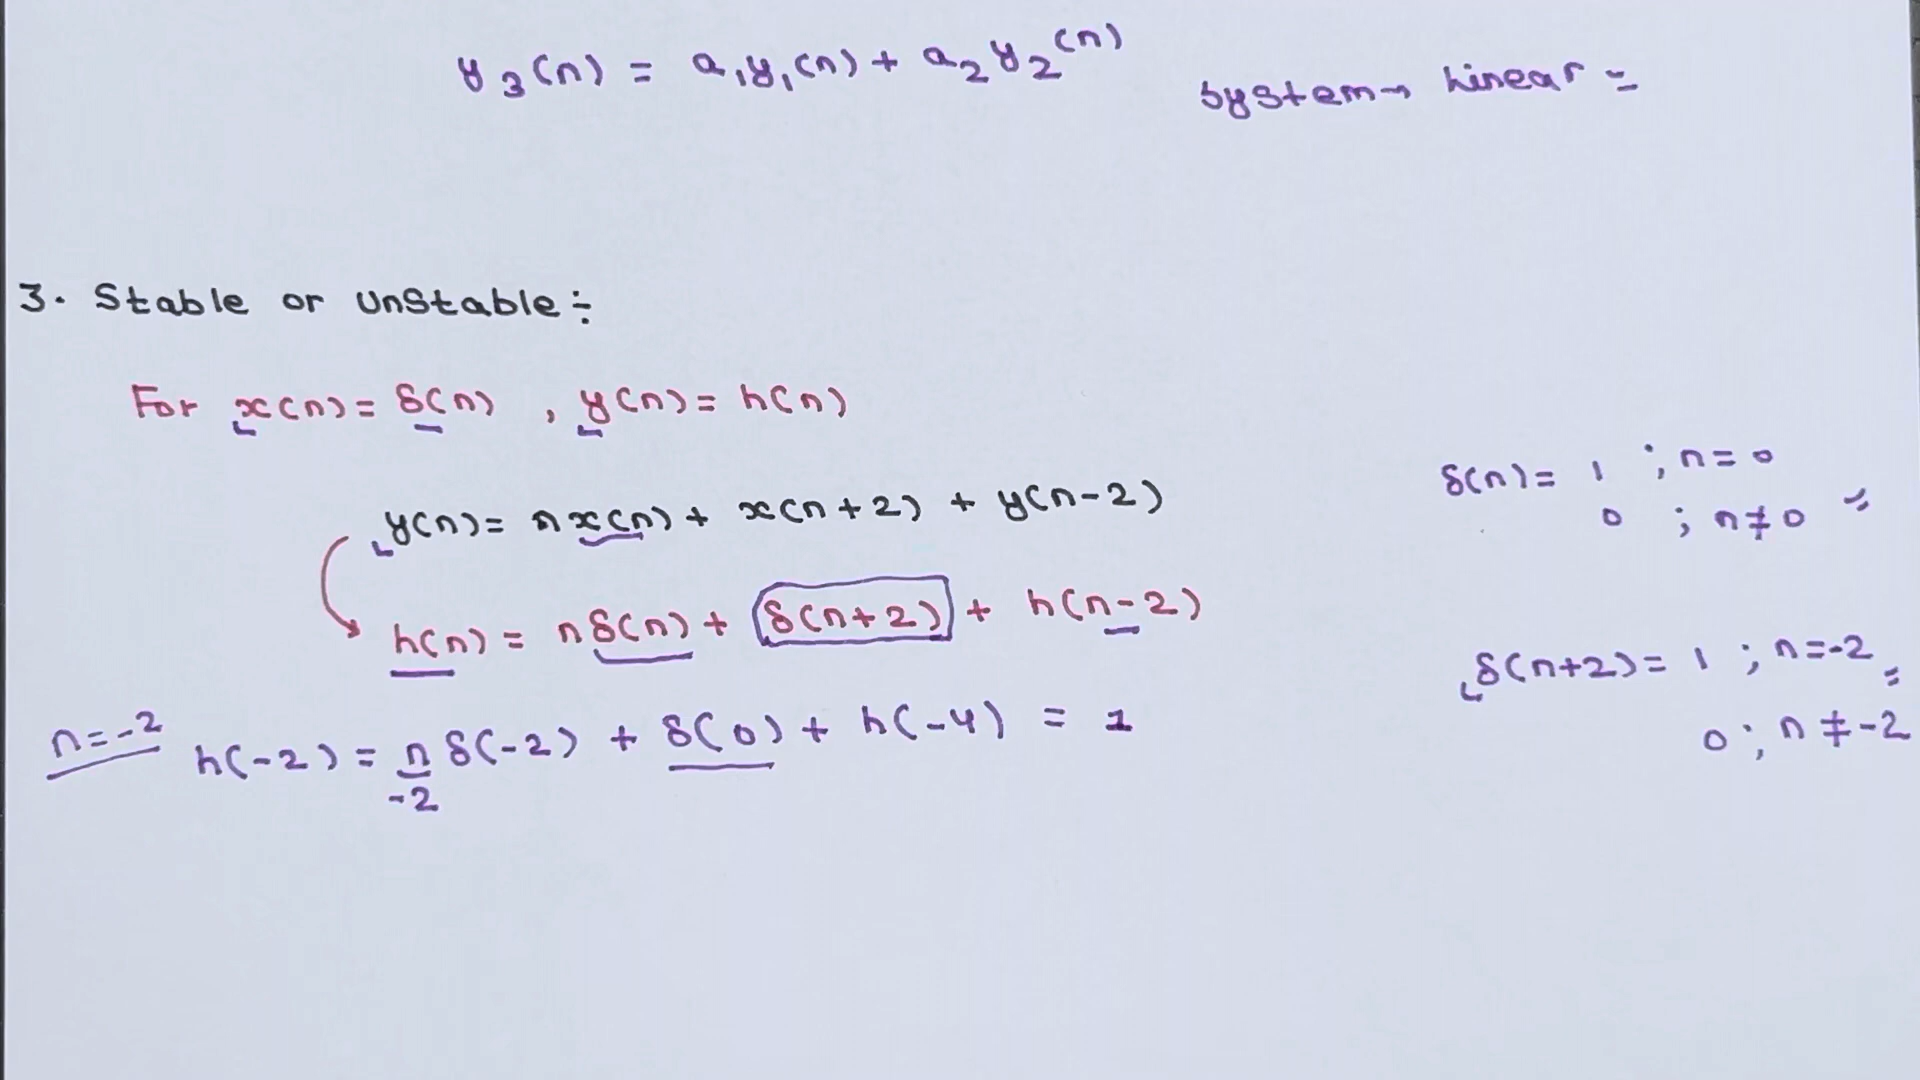 y₃(n) = a₁y₁(n) + a₂y₂(n)
System → Linear =
3. Stable or Unstable ÷
For x(n) = δ(n) , y(n) = h(n)
y(n) = n x(n) + x(n+2) + y(n-2)
δ(n) = 1 ; n = 0
0 ; n ≠ 0
h(n) = n δ(n) + δ(n+2) + h(n-2)
δ(n+2) = 1 ; n = -2
0 ; n ≠ -2
n = -2
h(-2) = n δ(-2) + δ(0) + h(-4) = 1
-2